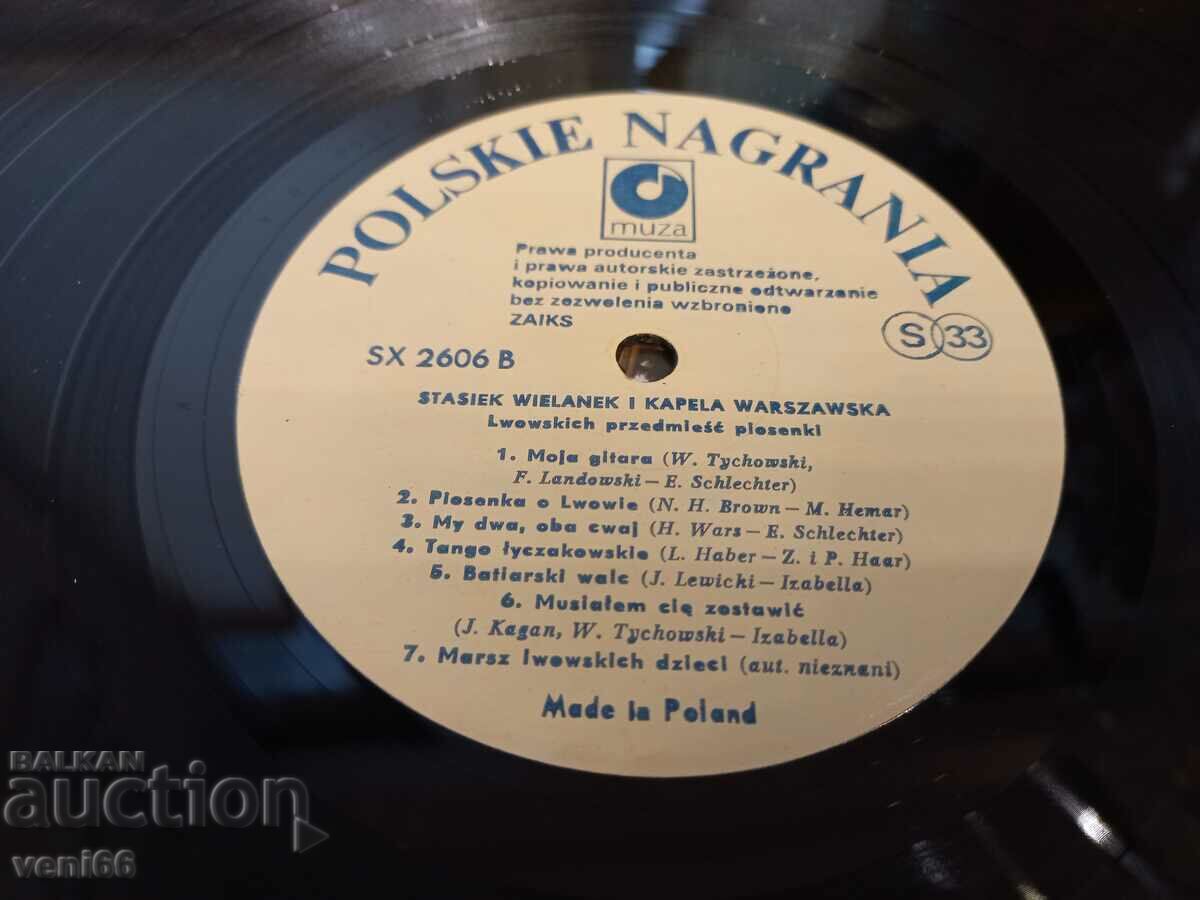 POLSKIE NAGRANIA
muza
Prawa producenta
i prawa autorskie zastrzeżone,
kopiowanie i publiczne odtwarzanie
bez zezwolenia wzbronione
ZAIKS
S 33
SX 2606 B
STASIEK WIELANEK I KAPELA WARSZAWSKA
Lwowskich przedmieść piosenki
1. Moja gitara (W. Tychowski,
F. Landowski – E. Schlechter)
2. Piosenka o Lwowie (N. H. Brown – M. Hemar)
3. My dwa, oba cwaj (H. Wars – E. Schlechter)
4. Tango łyczakowskie (L. Haber – Z. i P. Haar)
5. Batiarski walc (J. Lewicki – Izabella)
6. Musiałem cię zostawić
(J. Kagan, W. Tychowski – Izabella)
7. Marsz lwowskich dzieci (aut. nieznani)
Made in Poland
BALKAN
auction
veni66